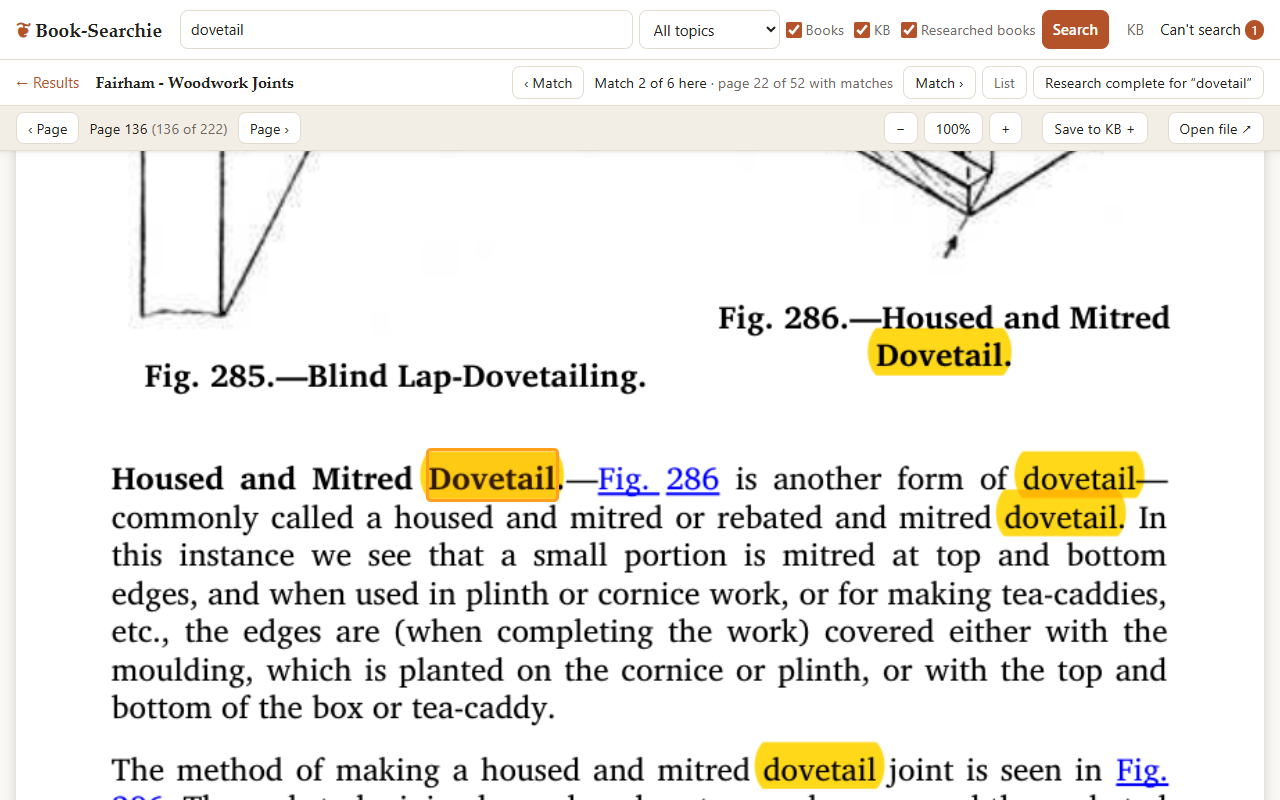 Book-Searchie
dovetail
All topics
Books
KB
Researched books
Search
KB
Can't search 1
← Results
Fairham - Woodwork Joints
‹ Match
Match 2 of 6 here · page 22 of 52 with matches
Match ›
List
Research complete for “dovetail”
‹ Page
Page 136 (136 of 222)
Page ›
−
100%
+
Save to KB +
Open file ↗
Fig. 286.—Housed and Mitred
Dovetail.
Fig. 285.—Blind Lap-Dovetailing.
Housed and Mitred Dovetail.—Fig. 286 is another form of dovetail—
commonly called a housed and mitred or rebated and mitred dovetail. In
this instance we see that a small portion is mitred at top and bottom
edges, and when used in plinth or cornice work, or for making tea-caddies,
etc., the edges are (when completing the work) covered either with the
moulding, which is planted on the cornice or plinth, or with the top and
bottom of the box or tea-caddy.
The method of making a housed and mitred dovetail joint is seen in Fig.